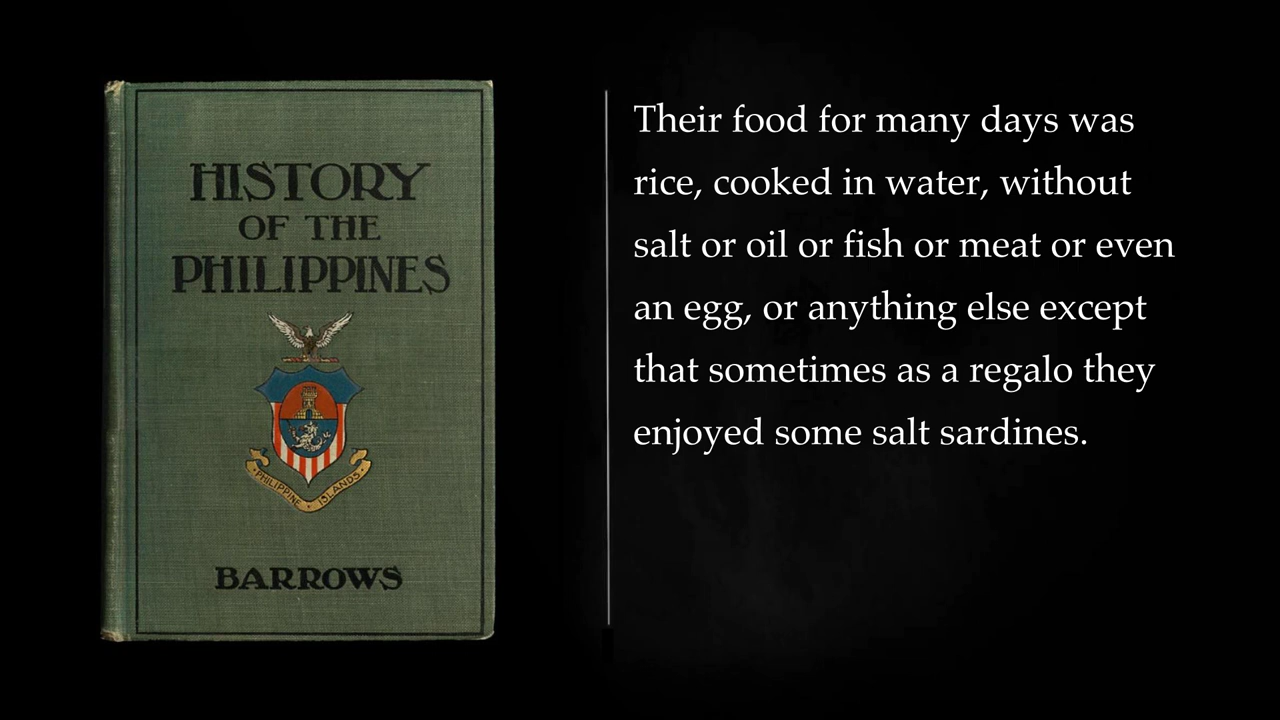 HISTORY
OF THE
PHILIPPINES
PHILIPPINE ISLANDS
BARROWS
Their food for many days was
rice, cooked in water, without
salt or oil or fish or meat or even
an egg, or anything else except
that sometimes as a regalo they
enjoyed some salt sardines.